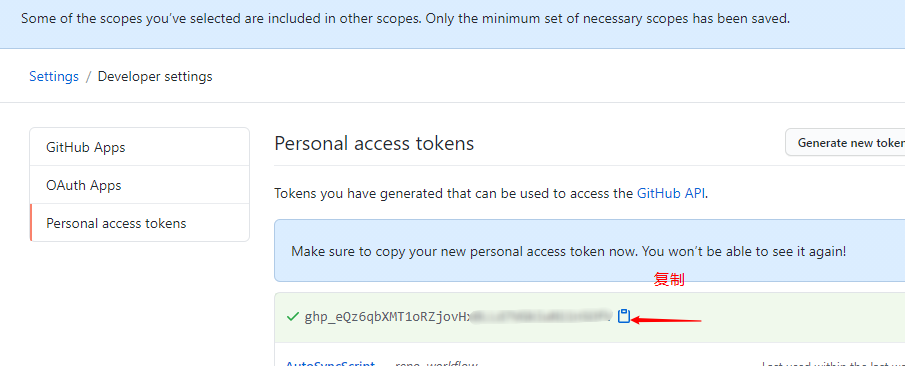 Some of the scopes you've selected are included in other scopes. Only the minimum set of necessary scopes has been saved.
Settings / Developer settings
GitHub Apps
OAuth Apps
Personal access tokens
Personal access tokens
Generate new token
Tokens you have generated that can be used to access the GitHub API.
Make sure to copy your new personal access token now. You won't be able to see it again!
复制
ghp_eQz6qbXMT1oRZjovH
AutoSyncScript — repo, workflow
Last used within the last